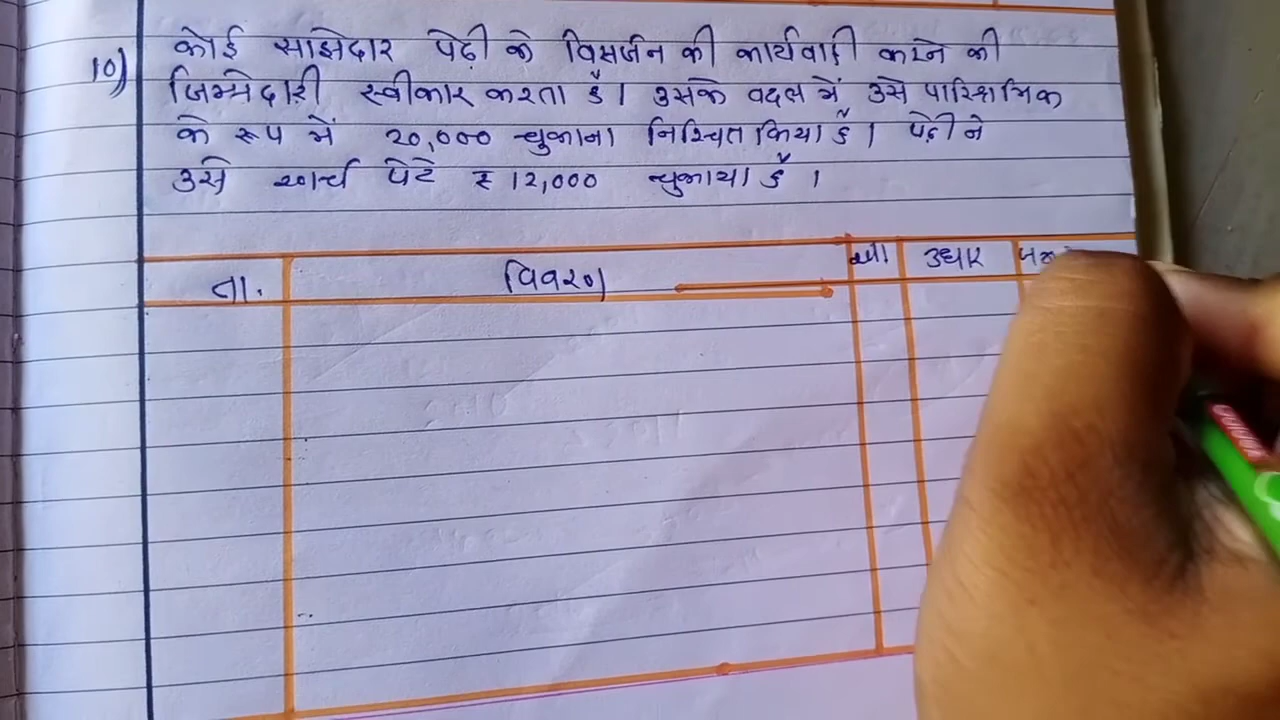 10) कोई साझेदार पेढ़ी के विसर्जन की कार्यवाही करने की
जिम्मेदारी स्वीकार करता है। उसके बदले में उसे पारिश्रमिक
के रूप में 20,000 चुकाना निश्चित किया है। पेढ़ी ने
उसे खर्च पेटे ₹ 12,000 चुकाया है।
ता. विवरण खा उधार